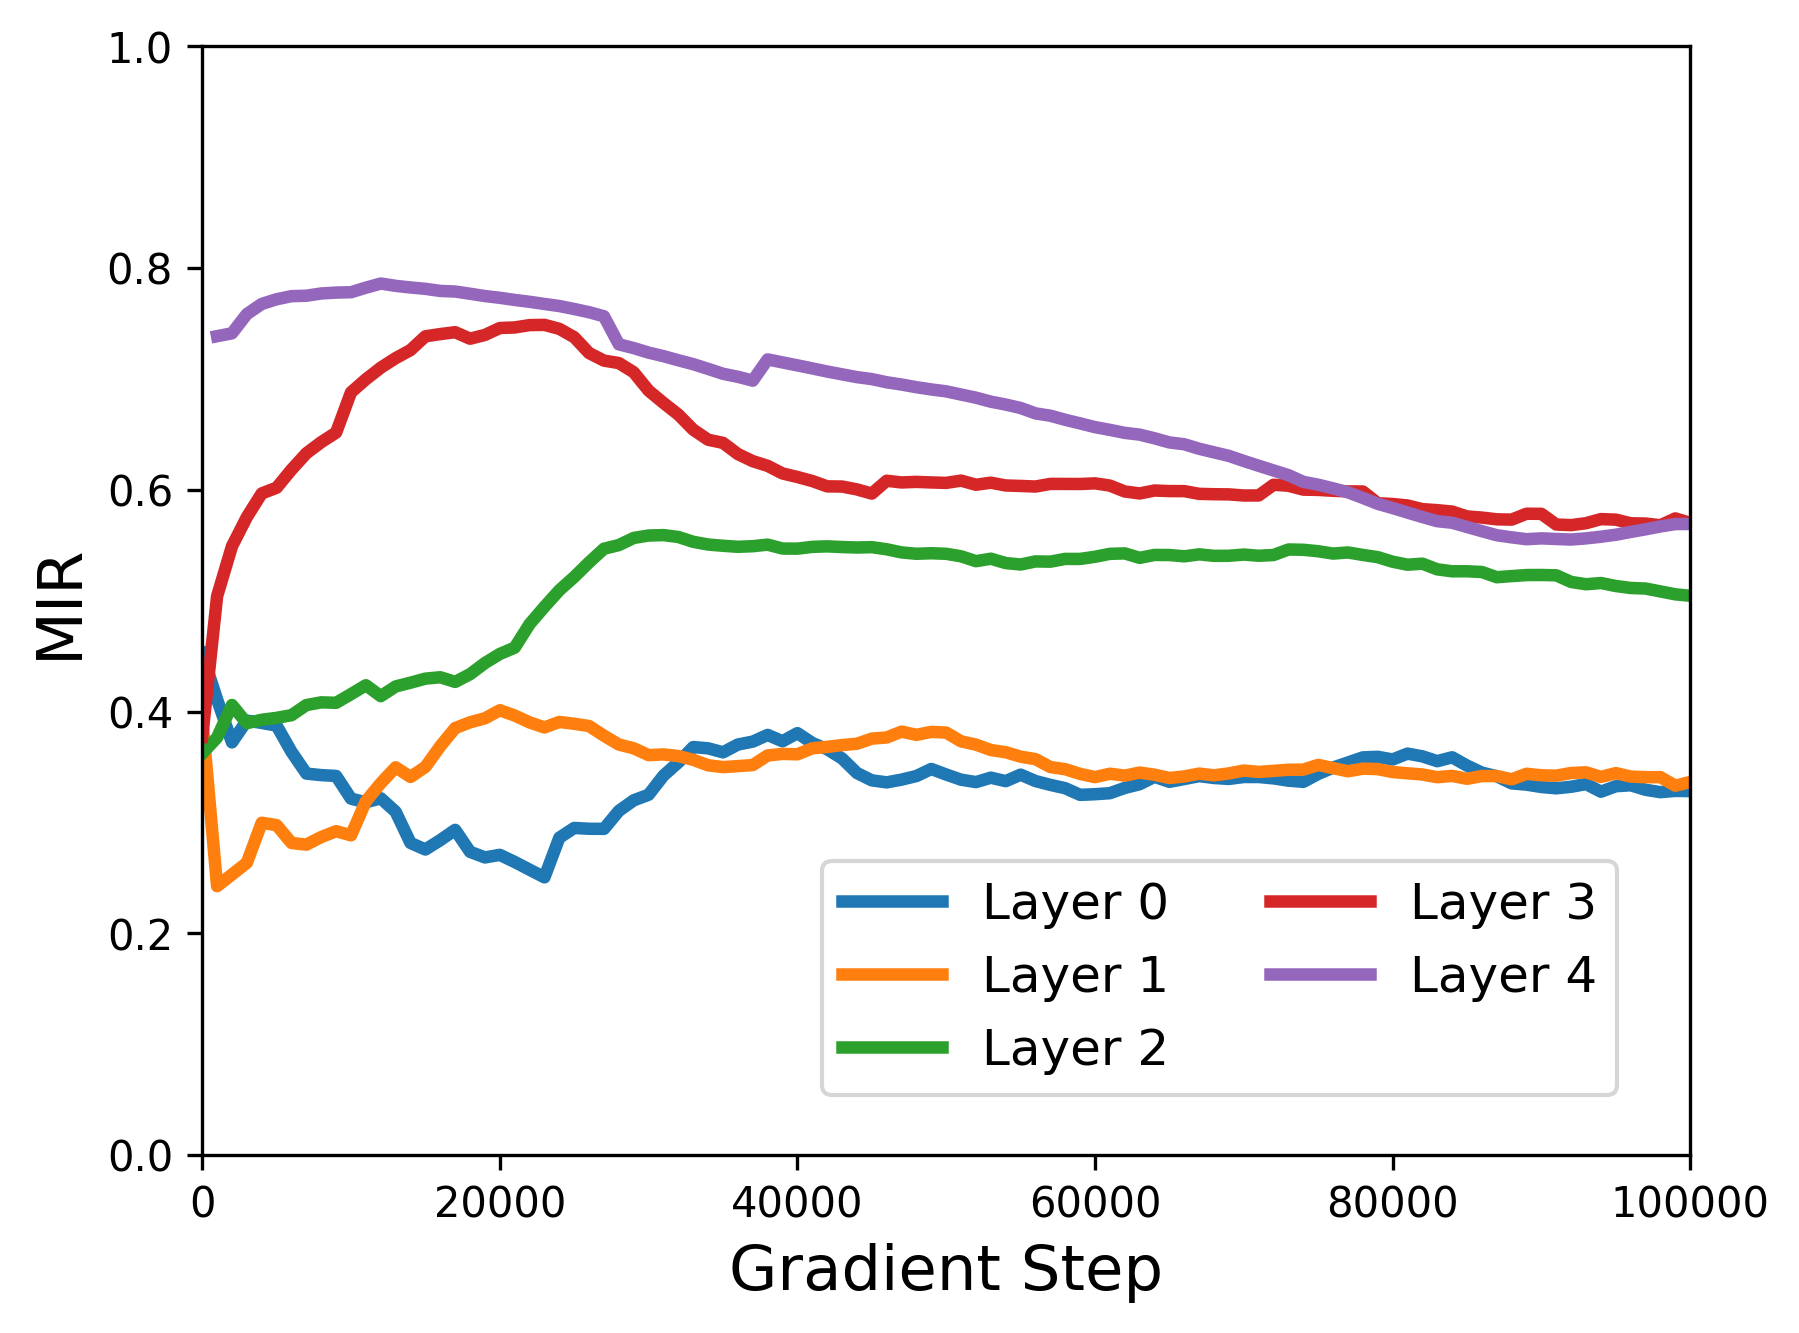 MIR
1.0
0.8
0.6
0.4
0.2
0.0
Layer 0
Layer 1
Layer 2
Layer 3
Layer 4
0 20000 40000 60000 80000 100000
Gradient Step